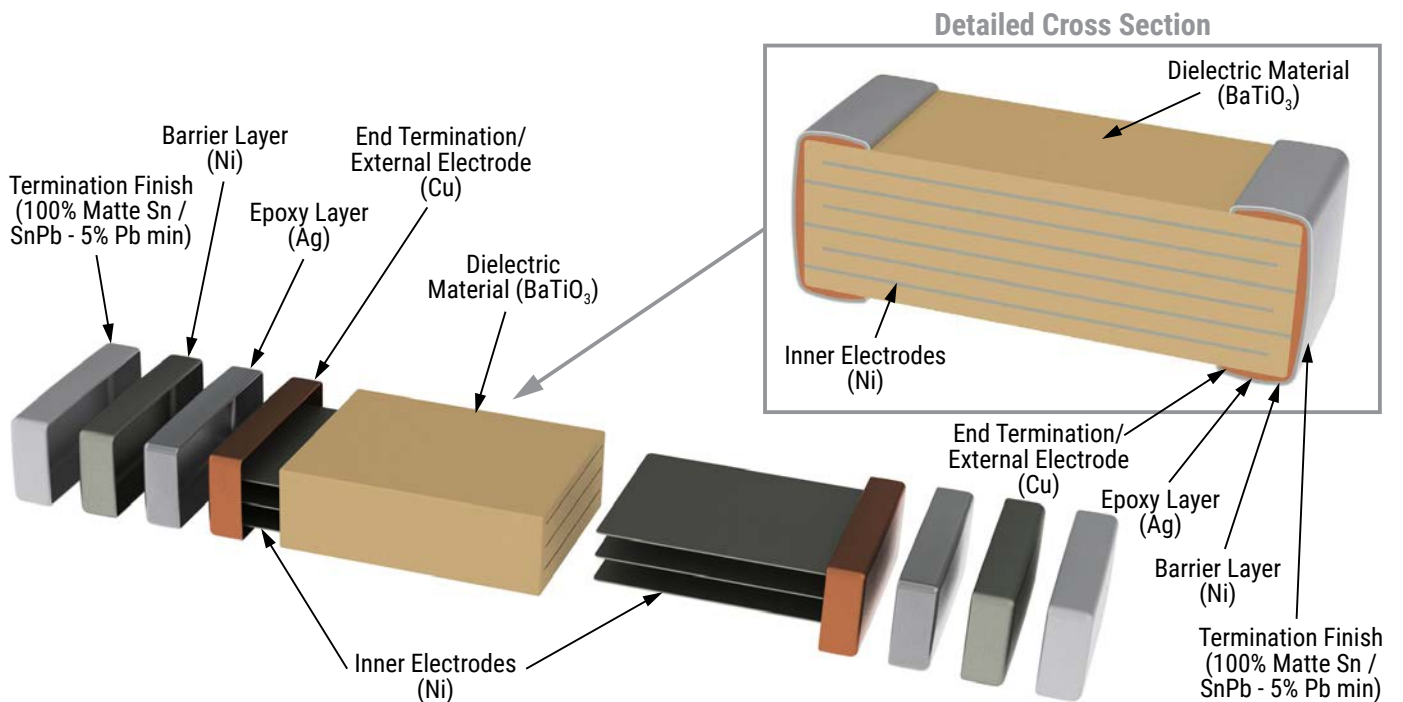 Detailed Cross Section
Dielectric Material
(BaTiO₃)
Inner Electrodes
(Ni)
Termination Finish
(100% Matte Sn /
SnPb - 5% Pb min)
Barrier Layer
(Ni)
Epoxy Layer
(Ag)
End Termination/
External Electrode
(Cu)
Dielectric
Material (BaTiO₃)
Inner Electrodes
(Ni)
End Termination/
External Electrode
(Cu)
Epoxy Layer
(Ag)
Barrier Layer
(Ni)
Termination Finish
(100% Matte Sn /
SnPb - 5% Pb min)